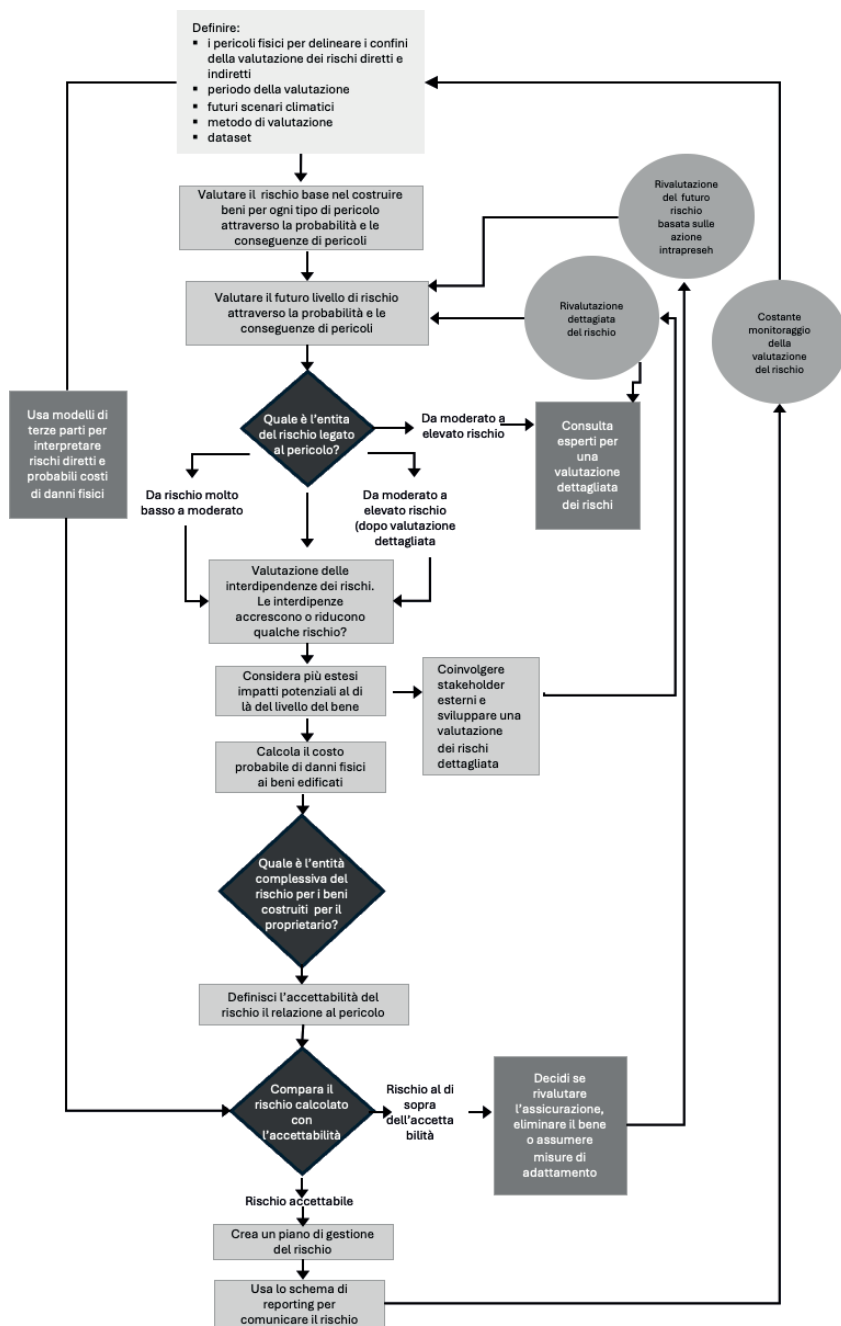 Definire:
▪ i pericoli fisici per delineare i confini
della valutazione dei rischi diretti e
indiretti
▪ periodo della valutazione
▪ futuri scenari climatici
▪ metodo di valutazione
▪ dataset
Valutare il rischio base nel costruire
beni per ogni tipo di pericolo
attraverso la probabilità e le
conseguenze di pericoli
Rivalutazione
del futuro
rischio
basata sulle
azione
intrapreseh
Valutare il futuro livello di rischio
attraverso la probabilità e le
conseguenze di pericoli
Rivalutazione
dettagiata
del rischio
Costante
monitoraggio
della
valutazione
del rischio
Usa modelli di
terze parti per
interpretare
rischi diretti e
probabili costi
di danni fisici
Quale è l'entita
del rischio legato
al pericolo?
Da moderato a
elevato rischio
Consulta
esperti per
una
valutazione
dettagliata
dei rischi
Da rischio molto
basso a moderato
Da moderato a
elevato rischio
(dopo valutazione
dettagliata
Valutazione delle
interdipendenze dei rischi.
Le interdipenze
accrescono o riducono
qualche rischio?
Considera più estesi
impatti potenziali al di
là del livello del bene
Coinvolgere
stakeholder
esterni e
sviluppare una
valutazione
dei rischi
dettagliata
Calcola il costo
probabile di danni fisici
ai beni edificati
Quale è l'entità
complessiva del
rischio per i beni
costruiti per il
proprietario?
Definisci l'accettabilità del
rischio il relazione al pericolo
Compara il
rischio calcolato
con
l'accettabilità
Rischio al di
sopra
dell'accetta
bilità
Decidi se
rivalutare
l'assicurazione,
eliminare il bene
o assumere
misure di
adattamento
Rischio accettabile
Crea un piano di gestione
del rischio
Usa lo schema di
reporting per
comunicare il rischio